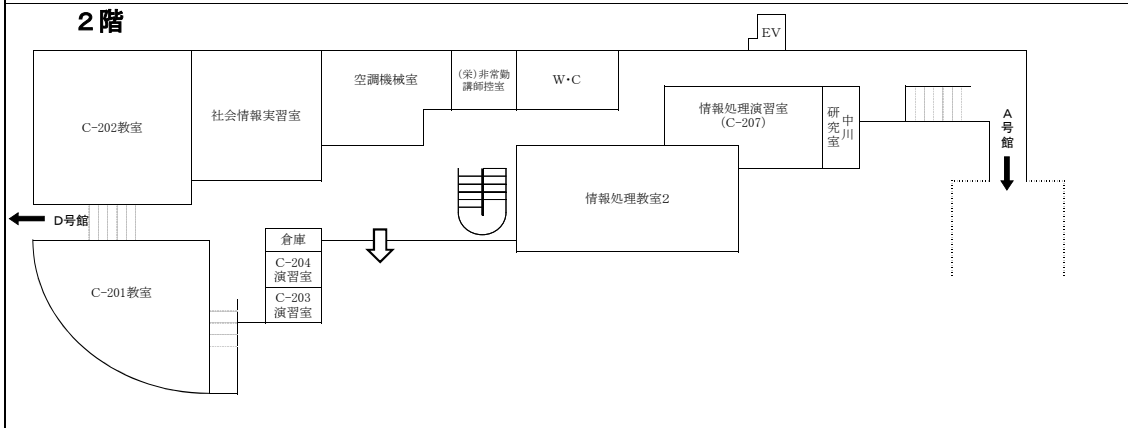 2階
EV
C-202教室
社会情報実習室
空調機械室
(栄)非常勤
講師控室
W・C
情報処理演習室
(C-207)
中川
研究室
A号館
D号館
情報処理教室2
倉庫
C-204
演習室
C-203
演習室
C-201教室